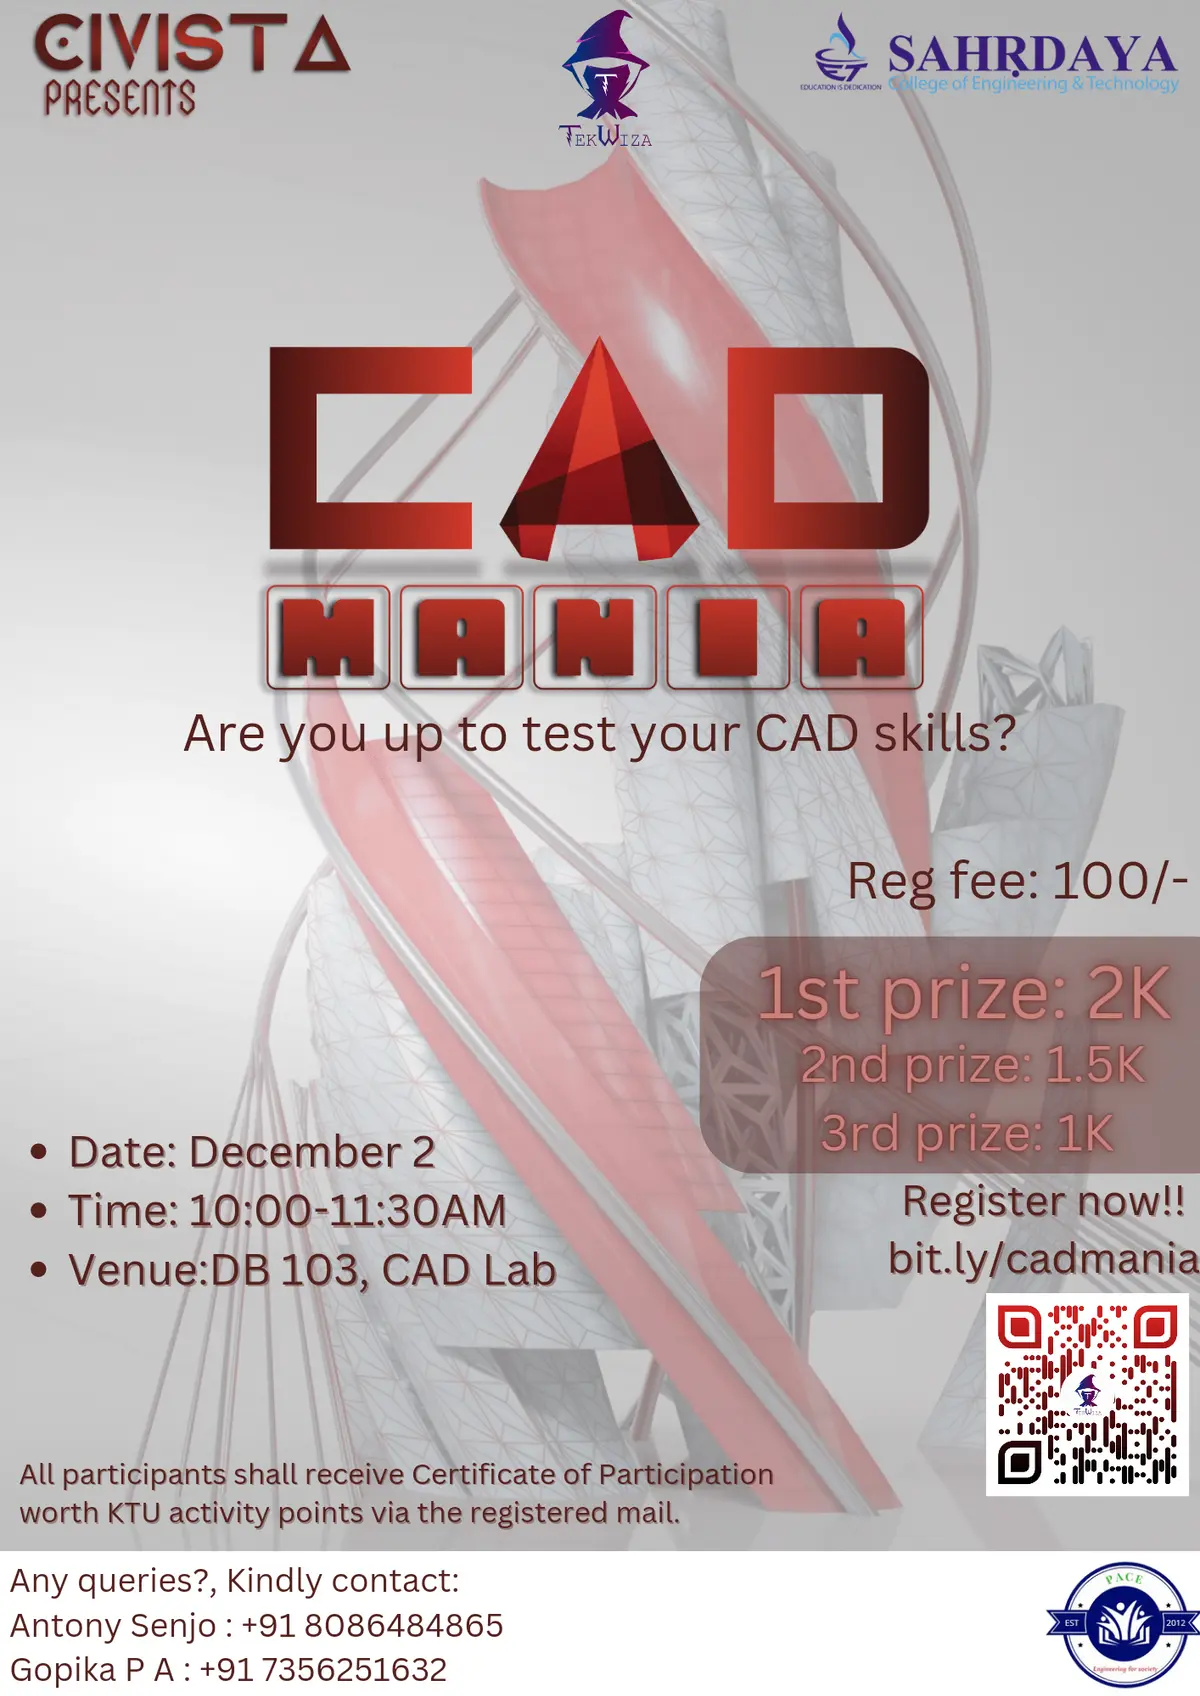 CIVISTA
PRESENTS
T
TEKWIZA
EDUCATION IS DEDICATION
SAHRDAYA
College of Engineering & Technology
CAD
MANIA
Are you up to test your CAD skills?
Reg fee: 100/-
1st prize: 2K
2nd prize: 1.5K
3rd prize: 1K
• Date: December 2
• Time: 10:00-11:30AM
• Venue:DB 103, CAD Lab
Register now!!
bit.ly/cadmania
T
TEKWIZA
All participants shall receive Certificate of Participation
worth KTU activity points via the registered mail.
Any queries?, Kindly contact:
Antony Senjo : +91 8086484865
Gopika P A : +91 7356251632
PACE
EST 2012
Engineering for society